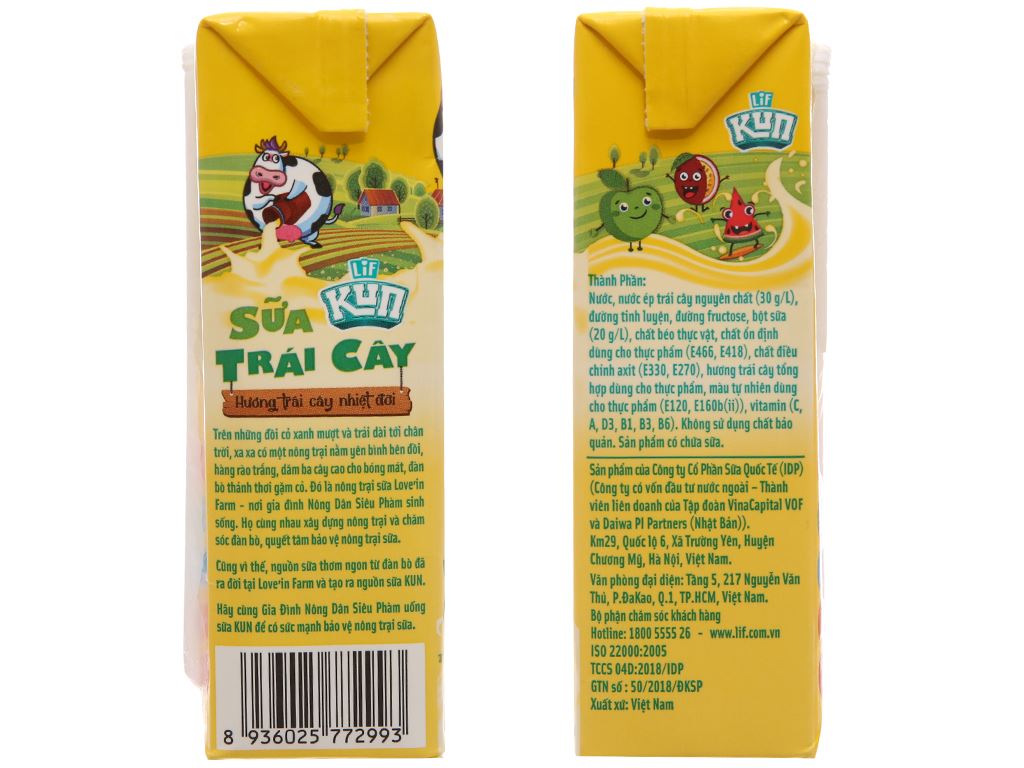 LiF
KUN
SỮA
TRÁI CÂY
Hương trái cây nhiệt đới
Trên những đồi cỏ xanh mượt và trải dài tới chân
trời, xa xa có một nông trại nằm yên bình bên đồi,
hàng rào trắng, dăm ba cây cao cho bóng mát, đàn
bò thảnh thơi gặm cỏ. Đó là nông trại sữa Love'in
Farm - nơi gia đình Nông Dân Siêu Phàm sinh
sống. Họ cùng nhau xây dựng nông trại và chăm
sóc đàn bò, quyết tâm bảo vệ nông trại sữa.
Cũng vì thế, nguồn sữa thơm ngon từ đàn bò đã
ra đời tại Love'in Farm và tạo ra nguồn sữa KUN.
Hãy cùng Gia Đình Nông Dân Siêu Phàm uống
sữa KUN để có sức mạnh bảo vệ nông trại sữa.
8 936025 772993
LiF
KUN
Thành Phần:
Nước, nước ép trái cây nguyên chất (30 g/L),
đường tinh luyện, đường fructose, bột sữa
(20 g/L), chất béo thực vật, chất ổn định
dùng cho thực phẩm (E466, E418), chất điều
chỉnh axit (E330, E270), hương trái cây tổng
hợp dùng cho thực phẩm, màu tự nhiên dùng
cho thực phẩm (E120, E160b(ii)), vitamin (C,
A, D3, B1, B3, B6). Không sử dụng chất bảo
quản. Sản phẩm có chứa sữa.
Sản phẩm của Công ty Cổ Phần Sữa Quốc Tế (IDP)
(Công ty có vốn đầu tư nước ngoài – Thành
viên liên doanh của Tập đoàn VinaCapital VOF
và Daiwa PI Partners (Nhật Bản)).
Km29, Quốc lộ 6, Xã Trường Yên, Huyện
Chương Mỹ, Hà Nội, Việt Nam.
Văn phòng đại diện: Tầng 5, 217 Nguyễn Văn
Thủ, P.ĐaKao, Q.1, TP.HCM, Việt Nam.
Bộ phận chăm sóc khách hàng
Hotline: 1800 5555 26 - www.lif.com.vn
ISO 22000:2005
TCCS 04D:2018/IDP
GTN số : 50/2018/ĐKSP
Xuất xứ: Việt Nam